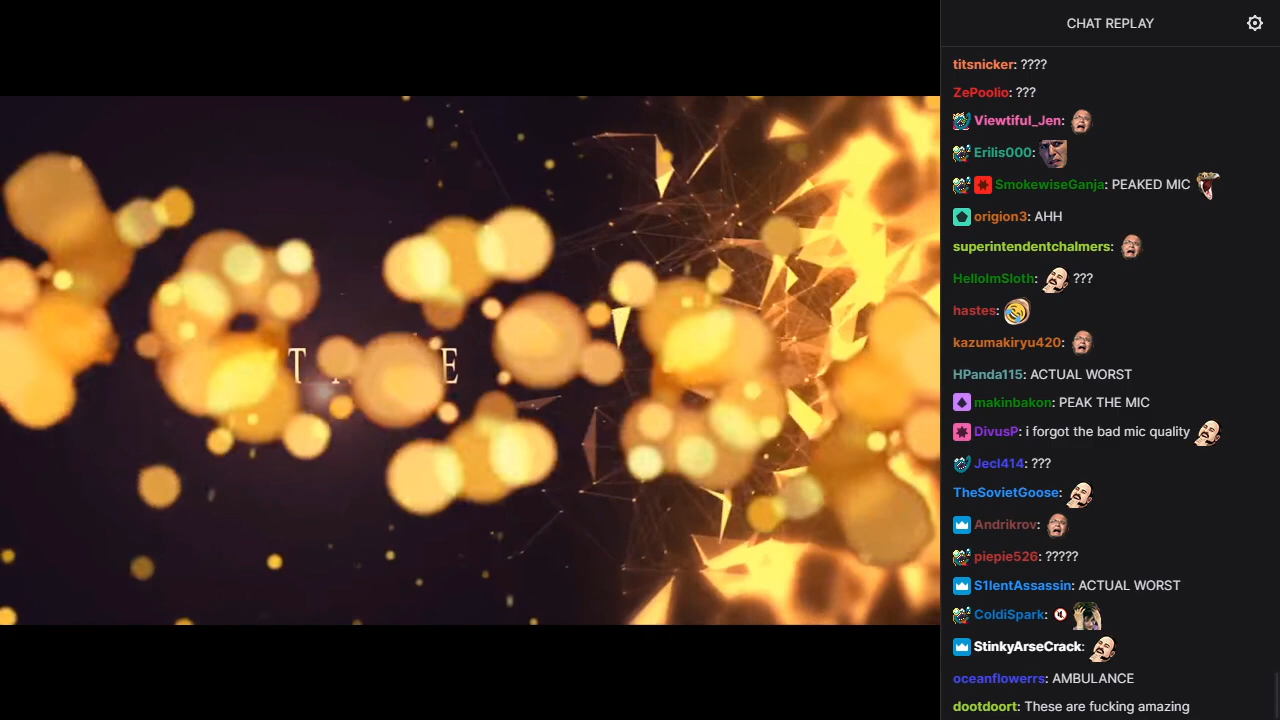 CHAT REPLAY
titsnicker: ????
ZePoolio: ???
Viewtiful_Jen:
Erilis000:
SmokewiseGanja: PEAKED MIC
origion3: AHH
superintendentchalmers:
HelloImSloth: ???
hastes:
kazumakiryu420:
HPanda115: ACTUAL WORST
makinbakon: PEAK THE MIC
DivusP: i forgot the bad mic quality
Jecl414: ???
TheSovietGoose:
Andrikrov:
piepie526: ?????
S1lentAssassin: ACTUAL WORST
ColdiSpark:
StinkyArseCrack:
oceanflowerrs: AMBULANCE
dootdoort: These are fucking amazing